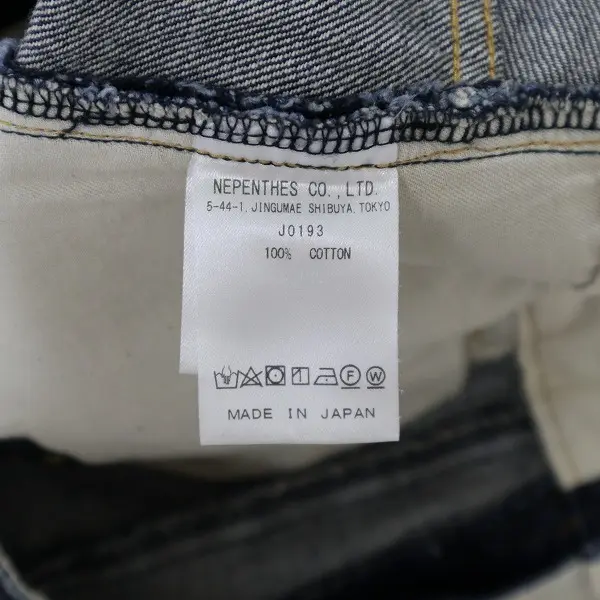 NEPENTHES CO.,LTD.
5-44-1, JINGUMAE SHIBUYA, TOKYO
J0193
100% COTTON
F W
MADE IN JAPAN